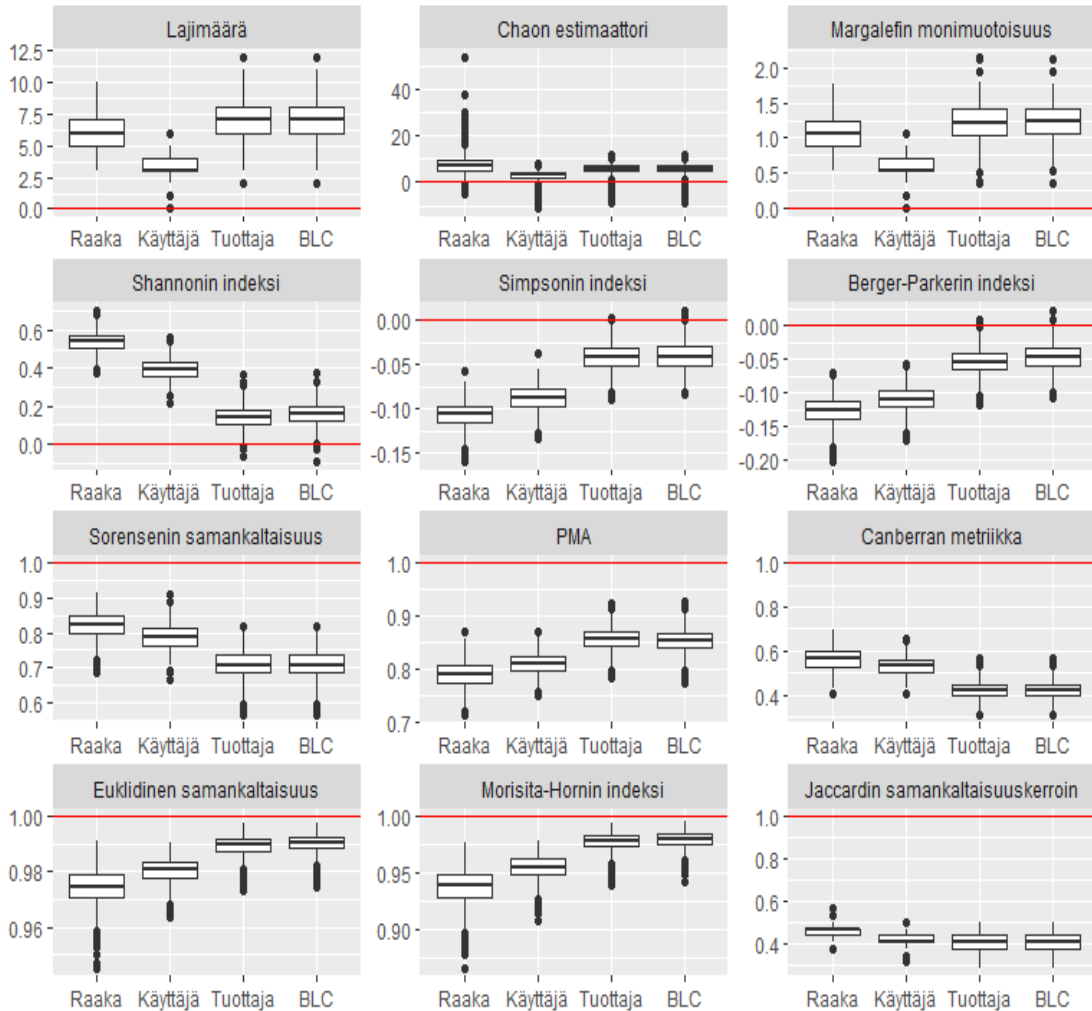 Lajimäärä
12.5
10.0
7.5
5.0
2.5
0.0
Raaka Käyttäjä Tuottaja BLC
Chaon estimaattori
40
20
0
Raaka Käyttäjä Tuottaja BLC
Margalefin monimuotoisuus
2.0
1.5
1.0
0.5
0.0
Raaka Käyttäjä Tuottaja BLC
Shannonin indeksi
0.6
0.4
0.2
0.0
Raaka Käyttäjä Tuottaja BLC
Simpsonin indeksi
0.00
-0.05
-0.10
-0.15
Raaka Käyttäjä Tuottaja BLC
Berger-Parkerin indeksi
0.00
-0.05
-0.10
-0.15
-0.20
Raaka Käyttäjä Tuottaja BLC
Sorensenin samankaltaisuus
1.0
0.9
0.8
0.7
0.6
Raaka Käyttäjä Tuottaja BLC
PMA
1.0
0.9
0.8
0.7
Raaka Käyttäjä Tuottaja BLC
Canberran metriikka
1.0
0.8
0.6
0.4
Raaka Käyttäjä Tuottaja BLC
Euklidinen samankaltaisuus
1.00
0.98
0.96
Raaka Käyttäjä Tuottaja BLC
Morisita-Hornin indeksi
1.00
0.95
0.90
Raaka Käyttäjä Tuottaja BLC
Jaccardin samankaltaisuuskerroin
1.0
0.8
0.6
0.4
Raaka Käyttäjä Tuottaja BLC